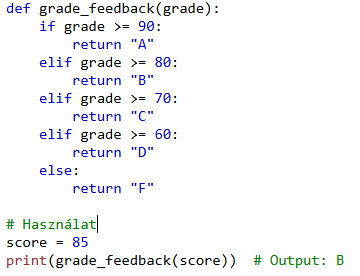 def grade_feedback(grade):
    if grade >= 90:
        return "A"
    elif grade >= 80:
        return "B"
    elif grade >= 70:
        return "C"
    elif grade >= 60:
        return "D"
    else:
        return "F"

# Használat
score = 85
print(grade_feedback(score))  # Output: B